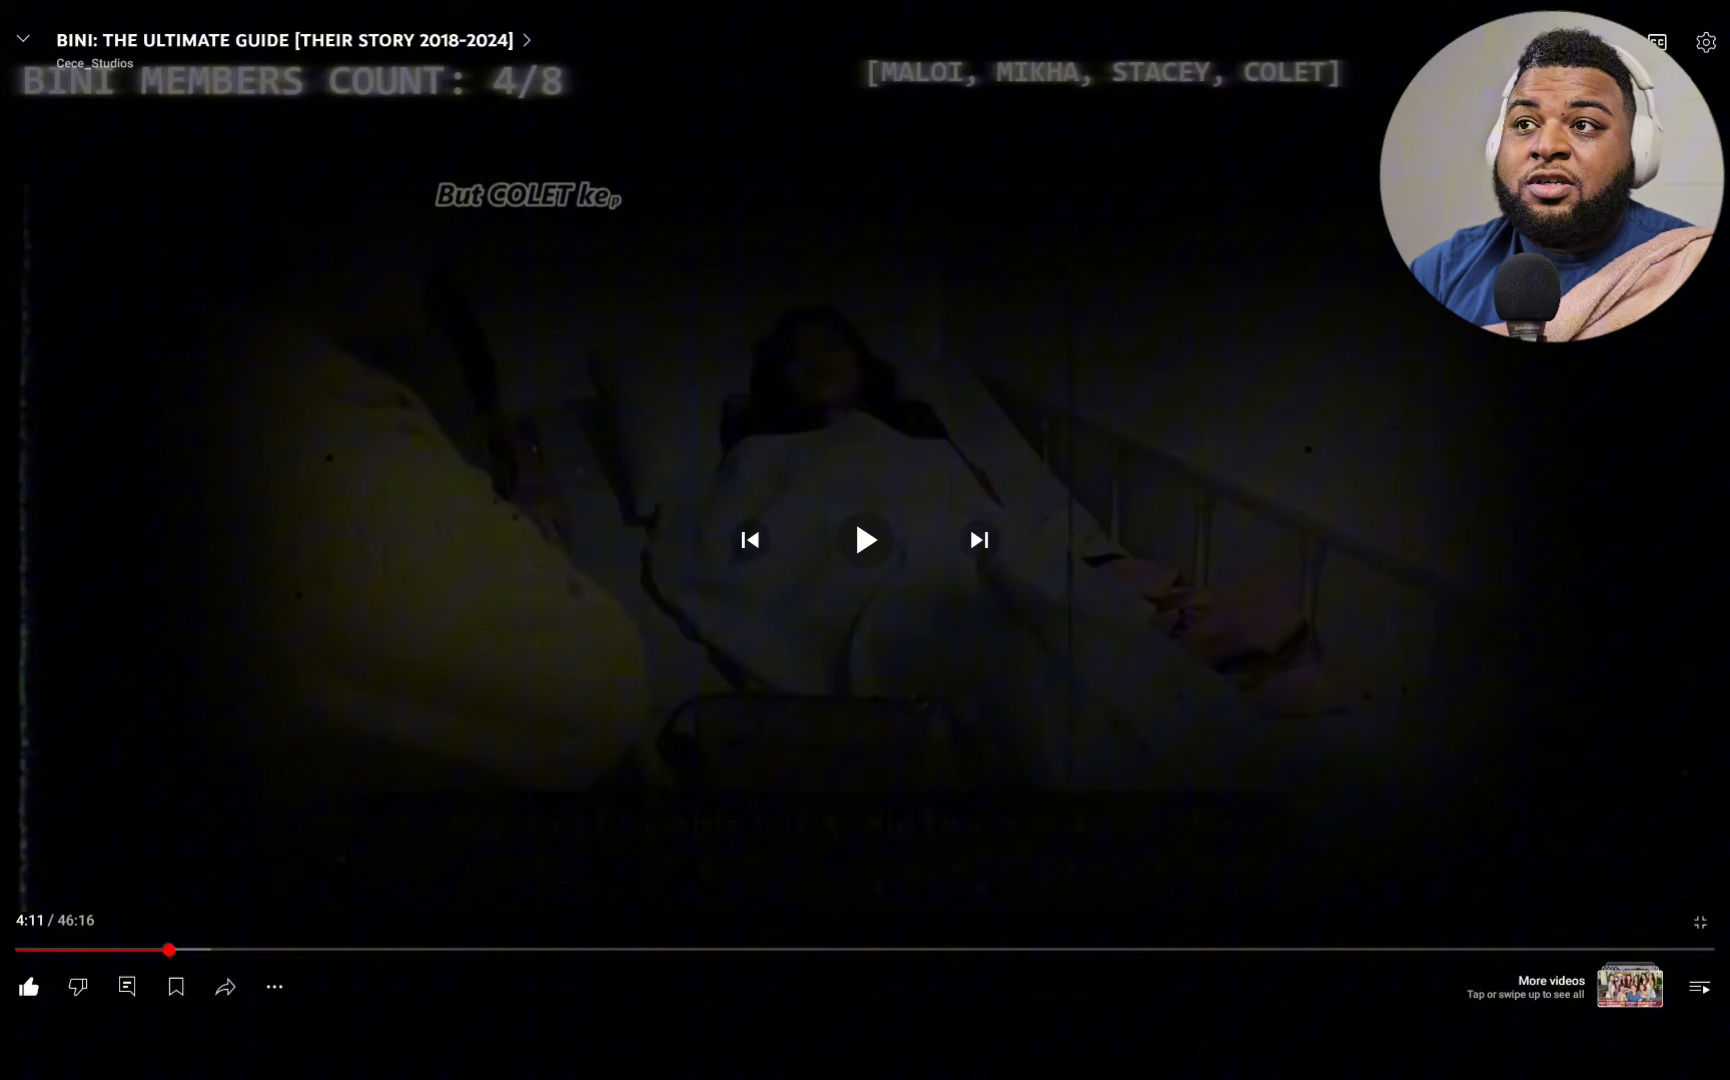 BINI: THE ULTIMATE GUIDE [THEIR STORY 2018-2024]
Cece_Studios
CC
BINI MEMBERS COUNT: 4/8
[MALOI, MIKHA, STACEY, COLET]
But COLET kep
4:11 / 46:16
More videos
Tap or swipe up to see all